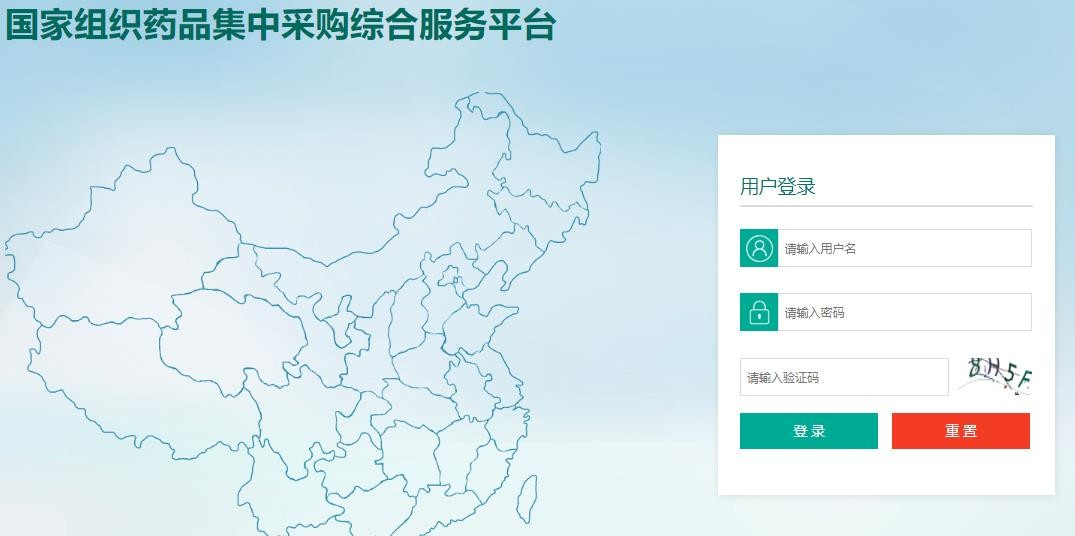 国家组织药品集中采购综合服务平台
用户登录
请输入用户名
请输入密码
请输入验证码
登录 重置